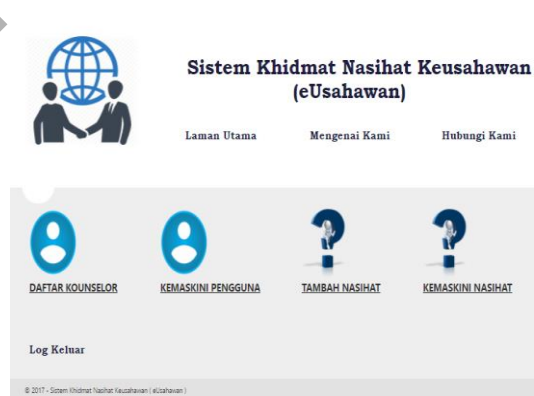 Sistem Khidmat Nasihat Keusahawan
(eUsahawan)
Laman Utama Mengenai Kami Hubungi Kami
DAFTAR KOUNSELOR KEMASKINI PENGGUNA TAMBAH NASIHAT KEMASKINI NASIHAT
Log Keluar
© 2017 - Sistem Khidmat Nasihat Keusahawan ( eUsahawan )